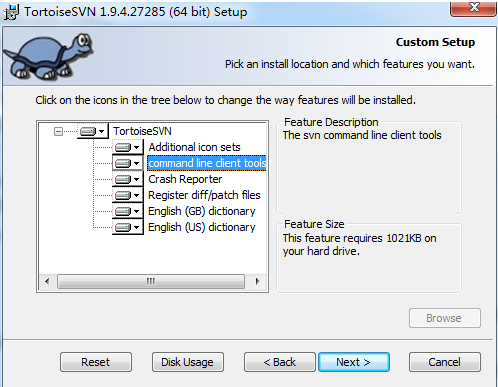 TortoiseSVN 1.9.4.27285 (64 bit) Setup
Custom Setup
Pick an install location and which features you want.
Click on the icons in the tree below to change the way features will be installed.
TortoiseSVN
Additional icon sets
command line client tools
Crash Reporter
Register diff/patch files
English (GB) dictionary
English (US) dictionary
Feature Description
The svn command line client tools
Feature Size
This feature requires 1021KB on
your hard drive.
Browse
Reset
Disk Usage
< Back
Next >
Cancel